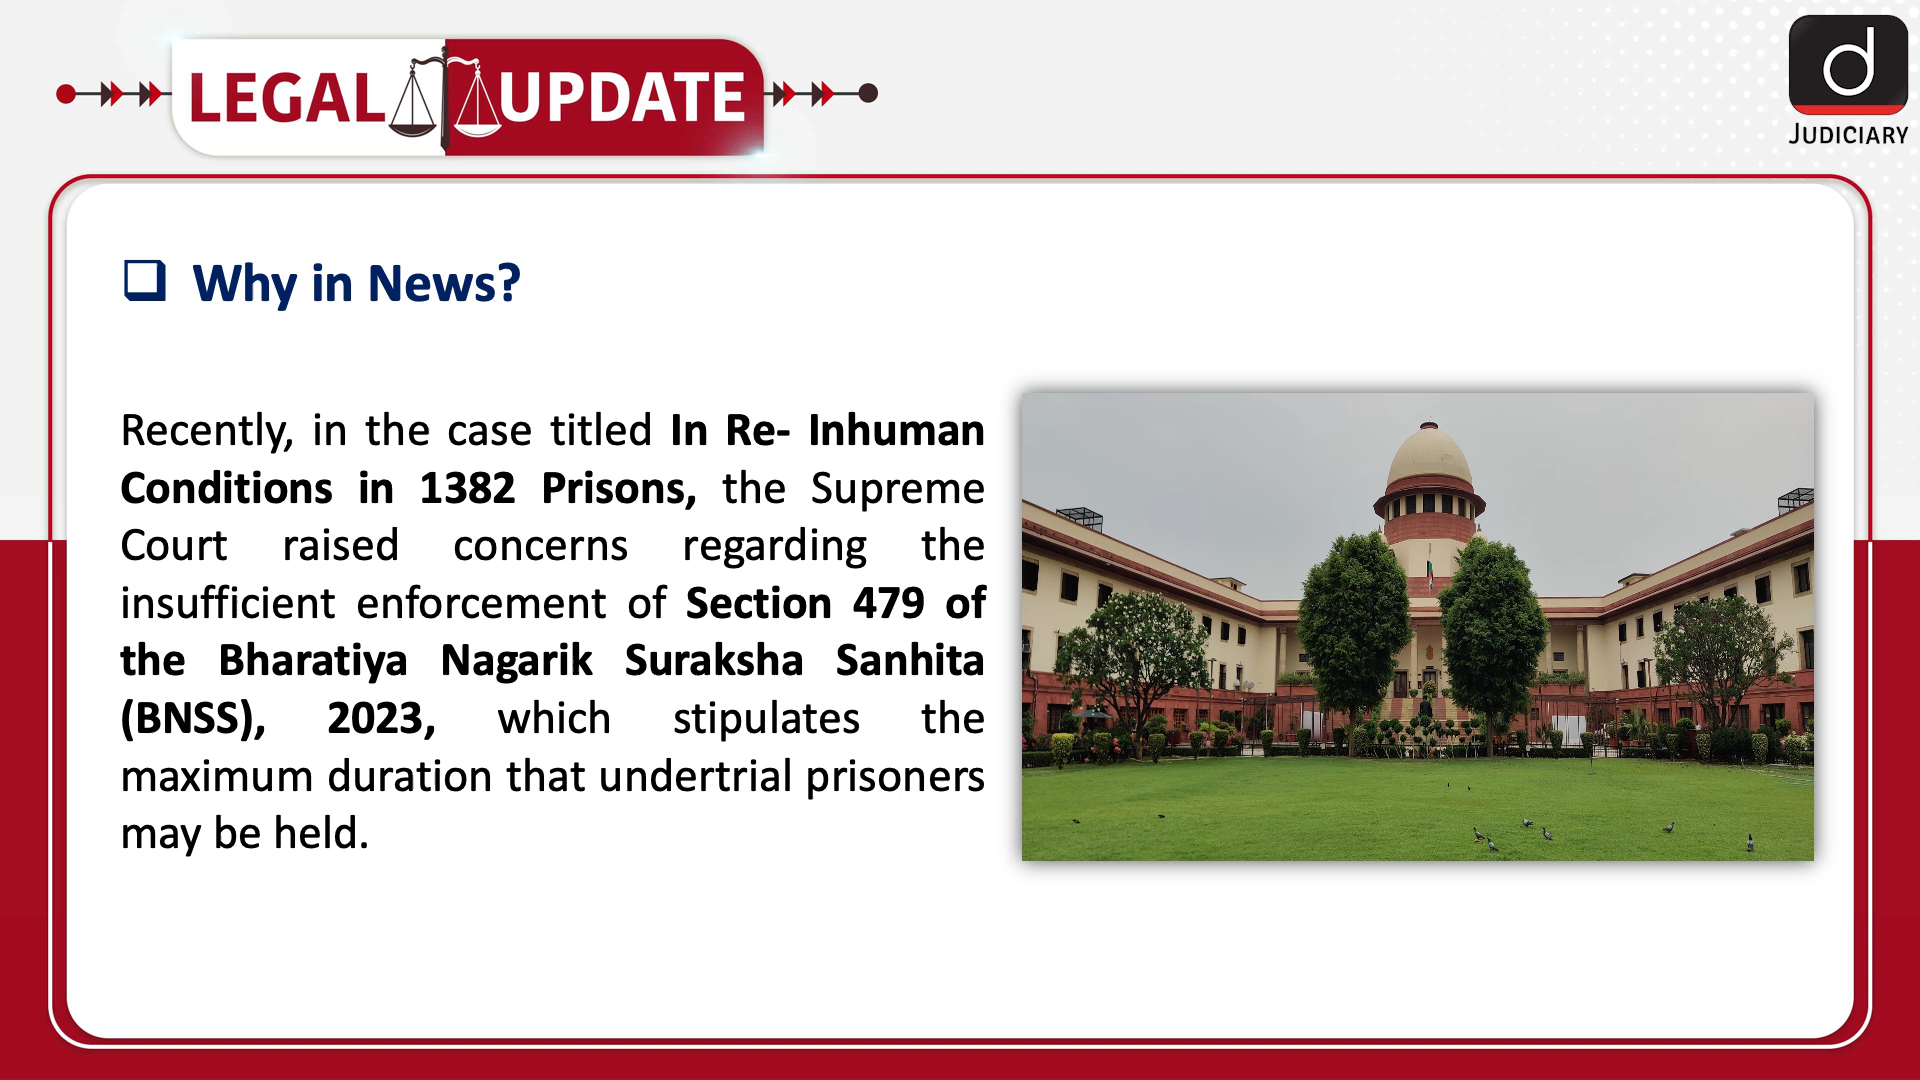 LEGAL UPDATE
d
JUDICIARY
❑ Why in News?
Recently, in the case titled In Re- Inhuman
Conditions in 1382 Prisons, the Supreme
Court raised concerns regarding the
insufficient enforcement of Section 479 of
the Bharatiya Nagarik Suraksha Sanhita
(BNSS), 2023, which stipulates the
maximum duration that undertrial prisoners
may be held.